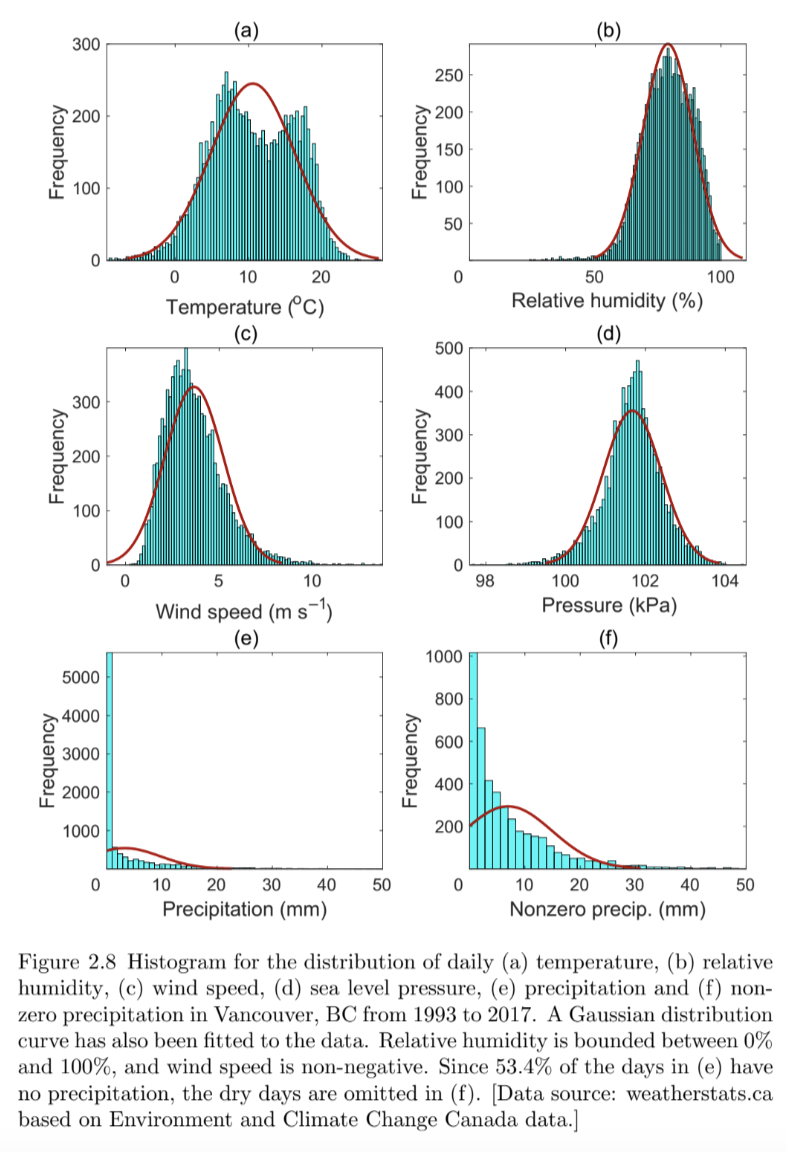 (a)
300
200
100
0
Frequency
0 10 20
Temperature (°C)
(b)
250
200
150
100
50
Frequency
0 50 100
Relative humidity (%)
(c)
300
200
100
0
Frequency
0 5 10
Wind speed (m s⁻¹)
(d)
500
400
300
200
100
0
Frequency
98 100 102 104
Pressure (kPa)
(e)
5000
4000
3000
2000
1000
Frequency
0 10 20 30 40 50
Precipitation (mm)
(f)
1000
800
600
400
200
Frequency
0 10 20 30 40 50
Nonzero precip. (mm)
Figure 2.8 Histogram for the distribution of daily (a) temperature, (b) relative
humidity, (c) wind speed, (d) sea level pressure, (e) precipitation and (f) non-
zero precipitation in Vancouver, BC from 1993 to 2017. A Gaussian distribution
curve has also been fitted to the data. Relative humidity is bounded between 0%
and 100%, and wind speed is non-negative. Since 53.4% of the days in (e) have
no precipitation, the dry days are omitted in (f). [Data source: weatherstats.ca
based on Environment and Climate Change Canada data.]